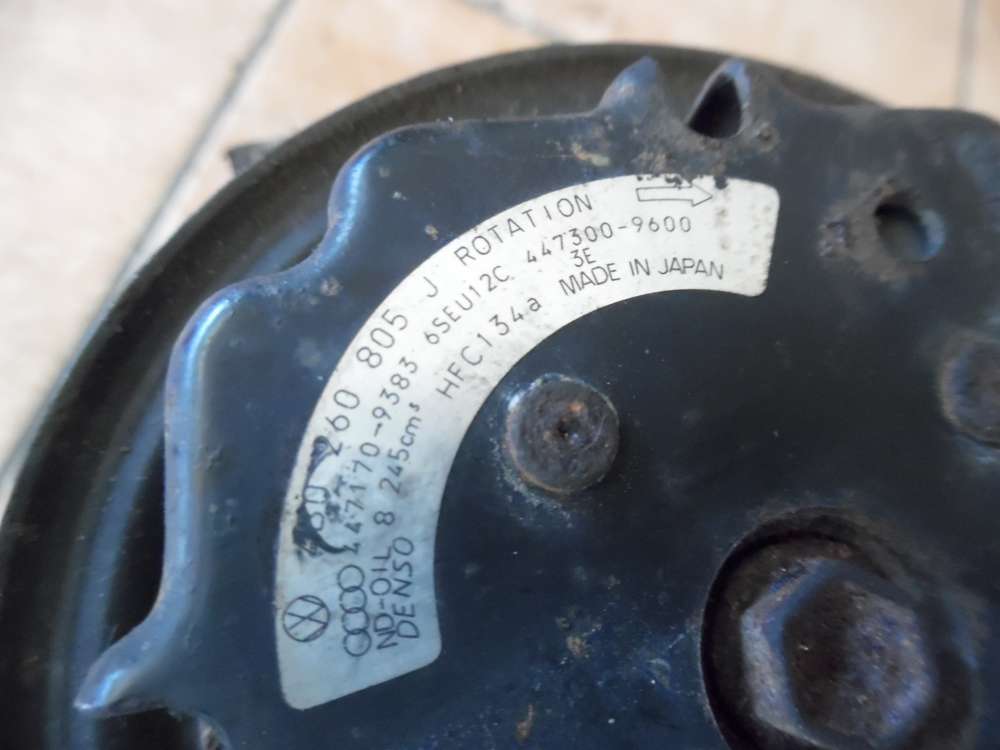 260 805 J ROTATION
447170-9383 6SEU12C 447300-9600
ND-OIL 8 245cm³ 3E
DENSO HFC134a MADE IN JAPAN